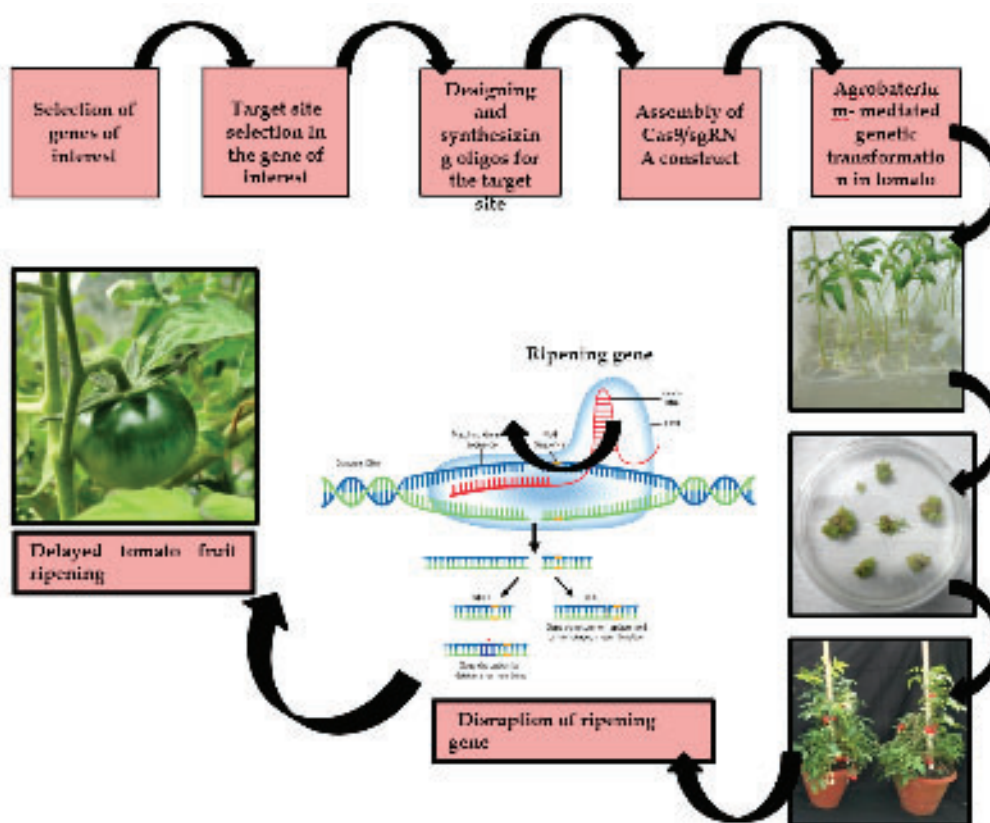 Selection of
genes of
interest
Target site
selection in
the gene of
interest
Designing
and
synthesizin
g oligos for
the target
site
Assembly of
Cas9/sgRN
A construct
Agrobateriu
m- mediated
genetic
transformatio
n in tomato
Ripening gene
Delayed tomato fruit
ripening
Disruptism of ripening
gene